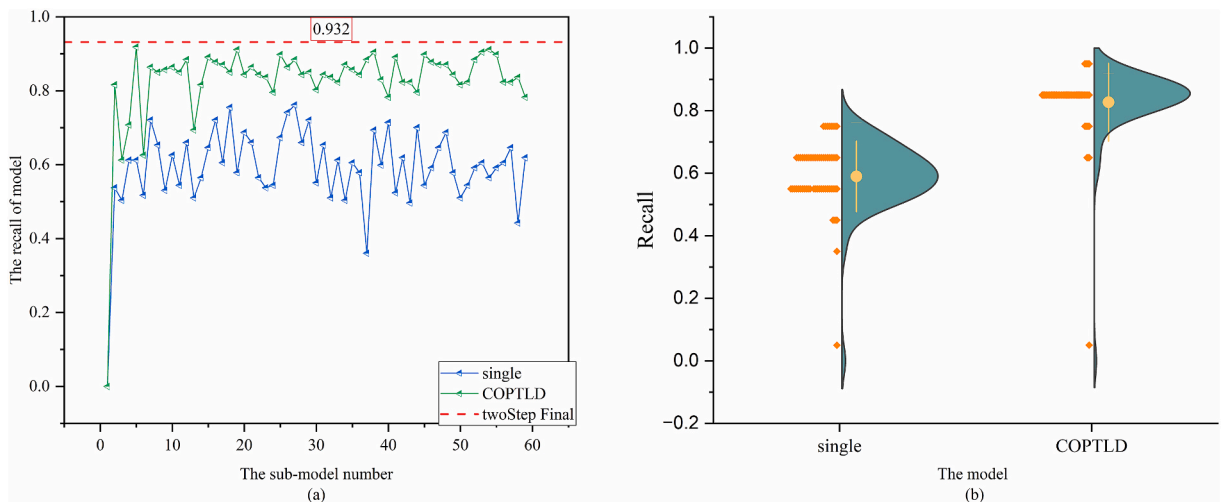 1.0
0.932
0.8
0.6
0.4
0.2
0.0
The recall of model
single
COPTLD
twoStep Final
0 10 20 30 40 50 60
The sub-model number
(a)
1.0
0.8
0.6
0.4
0.2
0.0
−0.2
Recall
single COPTLD
The model
(b)